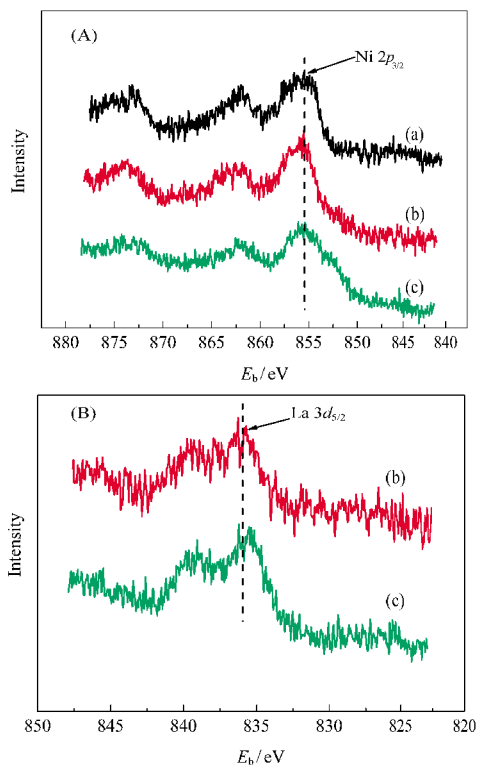 (A)
Ni 2p3/2
(a)
(b)
(c)
Intensity
880 875 870 865 860 855 850 845 840
Eb / eV
(B)
La 3d5/2
(b)
(c)
Intensity
850 845 840 835 830 825 820
Eb / eV